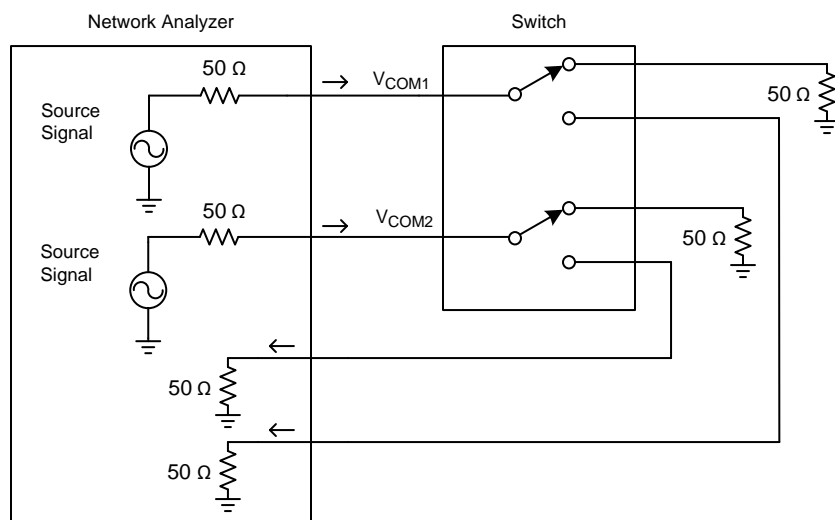 Network Analyzer
Switch
50 Ω
VCOM1
50 Ω
Source
Signal
50 Ω
VCOM2
50 Ω
Source
Signal
50 Ω
50 Ω